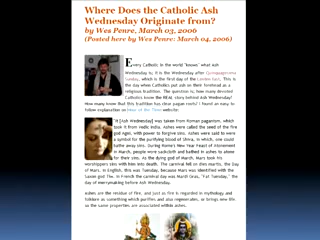 Where Does the Catholic Ash
Wednesday Originate from?
by Wes Penre, March 03, 2006
(Posted here by Wes Penre: March 04, 2006)
Every Catholic in the world "knows" what Ash
Wednesday is; it is the Wednesday after Quinquagesima
Sunday, which is the first day of the Lenten fast. This is
the day when Catholics put ash on their forehead as a
religious tradition. The question is, how many devoted
Catholics know the REAL story behind Ash Wednesday?
How many know that this tradition has clear pagan roots? I found an easy to
follow explanation on Fame of the Time website:
"It [Ash Wednesday] was taken from Roman paganism, which
took it from Vedic India. Ashes were called the seed of the fire
god Agni, with power to forgive sins. Ashes were said to were
a symbol for the purifying blood of Shiva, in which, one could
bathe away sins. During Rome's New Year Feast of Atonement
in March, people wore sackcloth and bathed in ashes to atone
for their sins. As the dying god of March, Mars took his
worshippers sins with him into death. The carnival fell on dies martis, the Day
of Mars. In English, this was Tuesday, because Mars was identified with the
Saxon god Tiw. In French the carnival day was Mardi Gras, "Fat Tuesday," the
day of merrymaking before Ash Wednesday.
Ashes are the residue of fire, and just as fire is regarded in mythology and
folklore as something which purifies and also regenerates, or brings new life
so the same properties are associated within ashes.